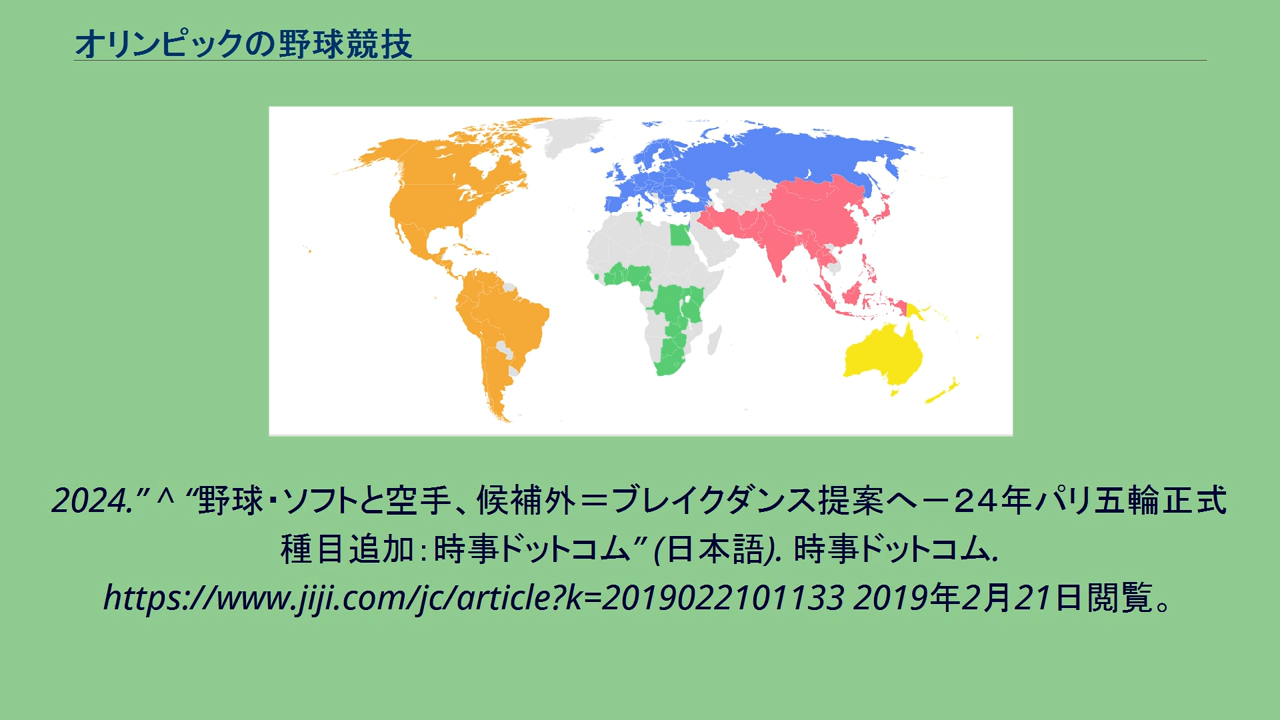 オリンピックの野球競技
2024.” ^ “野球・ソフトと空手、候補外＝ブレイクダンス提案へ－２４年パリ五輪正式
種目追加：時事ドットコム” (日本語). 時事ドットコム.
https://www.jiji.com/jc/article?k=2019022101133 2019年2月21日閲覧。